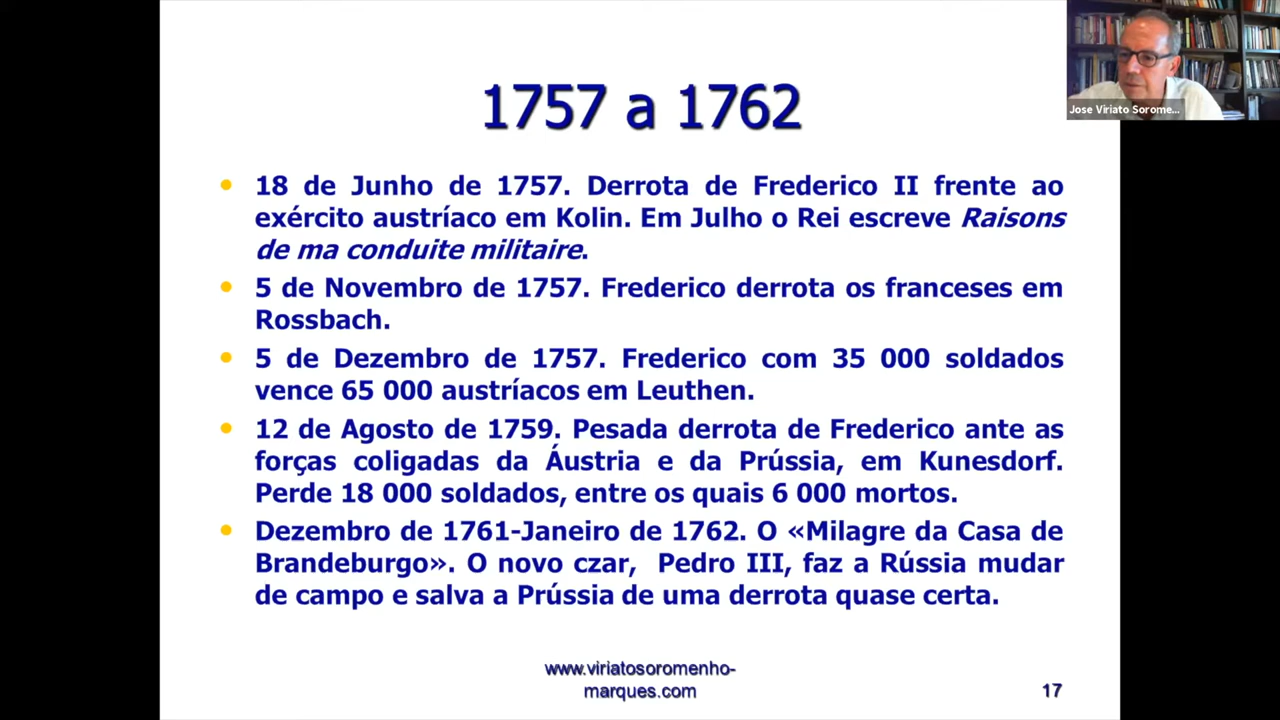 1757 a 1762
• 18 de Junho de 1757. Derrota de Frederico II frente ao
exército austríaco em Kolin. Em Julho o Rei escreve Raisons
de ma conduite militaire.
• 5 de Novembro de 1757. Frederico derrota os franceses em
Rossbach.
• 5 de Dezembro de 1757. Frederico com 35 000 soldados
vence 65 000 austríacos em Leuthen.
• 12 de Agosto de 1759. Pesada derrota de Frederico ante as
forças coligadas da Áustria e da Prússia, em Kunesdorf.
Perde 18 000 soldados, entre os quais 6 000 mortos.
• Dezembro de 1761-Janeiro de 1762. O «Milagre da Casa de
Brandeburgo». O novo czar, Pedro III, faz a Rússia mudar
de campo e salva a Prússia de uma derrota quase certa.
www.viriatosoromenho-
marques.com
17
Jose Viriato Sorome...